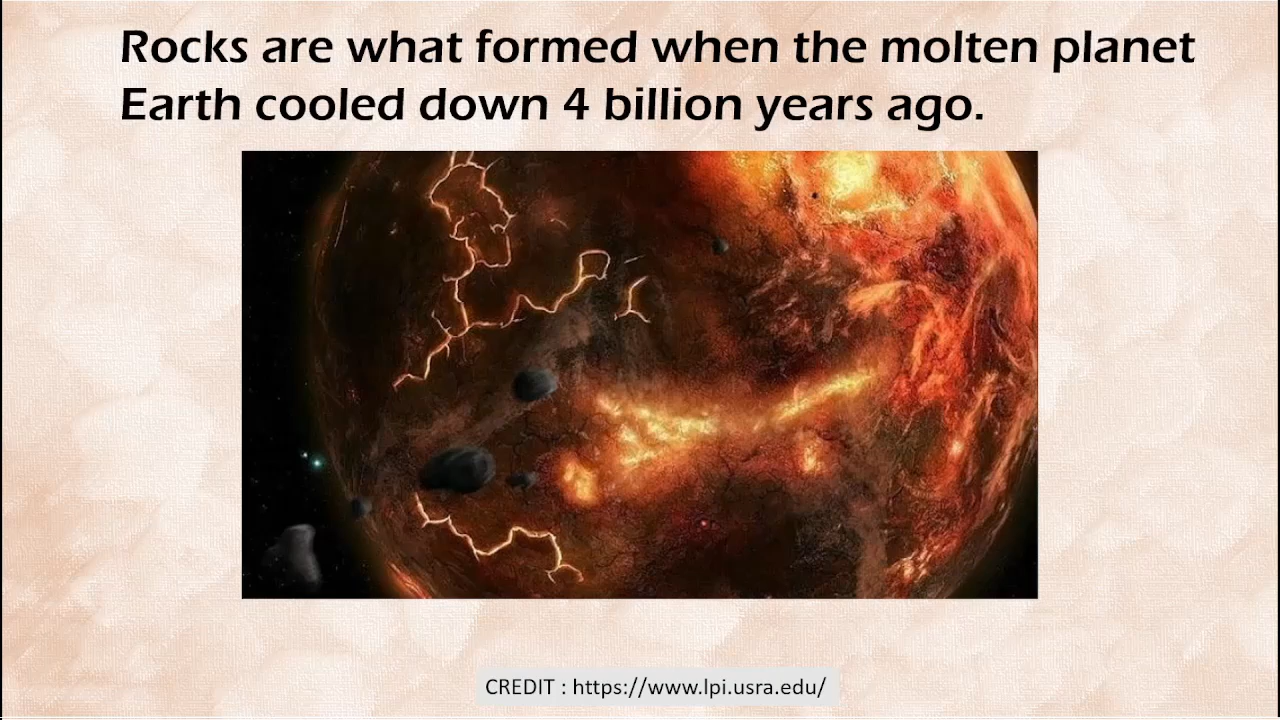 Rocks are what formed when the molten planet
Earth cooled down 4 billion years ago.
CREDIT : https://www.lpi.usra.edu/